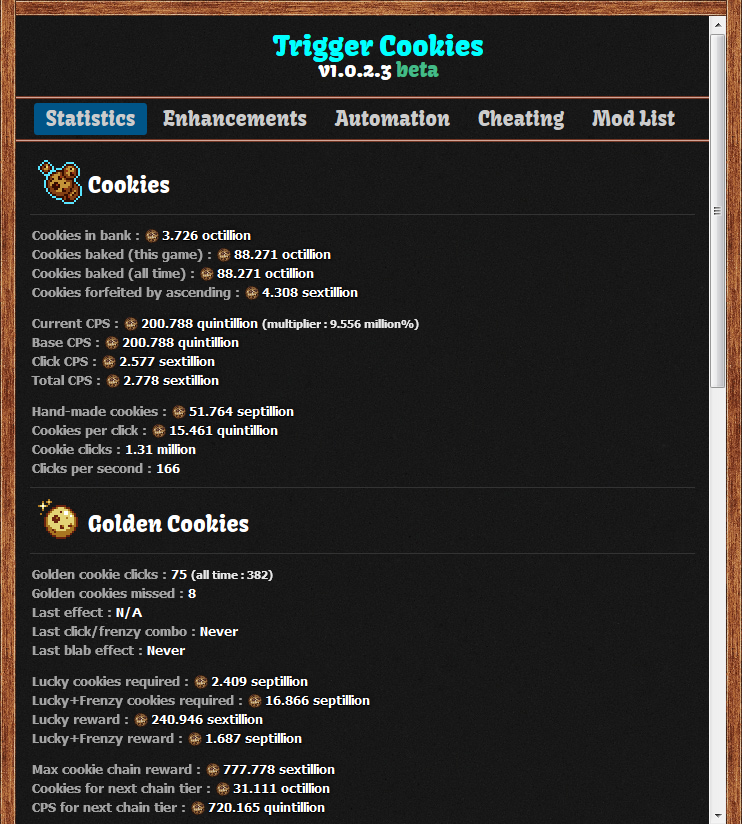 Trigger Cookies
v1.0.2.3 beta
Statistics Enhancements Automation Cheating Mod List
Cookies
Cookies in bank : 3.726 octillion
Cookies baked (this game) : 88.271 octillion
Cookies baked (all time) : 88.271 octillion
Cookies forfeited by ascending : 4.308 sextillion
Current CPS : 200.788 quintillion (multiplier : 9.556 million%)
Base CPS : 200.788 quintillion
Click CPS : 2.577 sextillion
Total CPS : 2.778 sextillion
Hand-made cookies : 51.764 septillion
Cookies per click : 15.461 quintillion
Cookie clicks : 1.31 million
Clicks per second : 166
Golden Cookies
Golden cookie clicks : 75 (all time : 382)
Golden cookies missed : 8
Last effect : N/A
Last click/frenzy combo : Never
Last blab effect : Never
Lucky cookies required : 2.409 septillion
Lucky+Frenzy cookies required : 16.866 septillion
Lucky reward : 240.946 sextillion
Lucky+Frenzy reward : 1.687 septillion
Max cookie chain reward : 777.778 sextillion
Cookies for next chain tier : 31.111 octillion
CPS for next chain tier : 720.165 quintillion